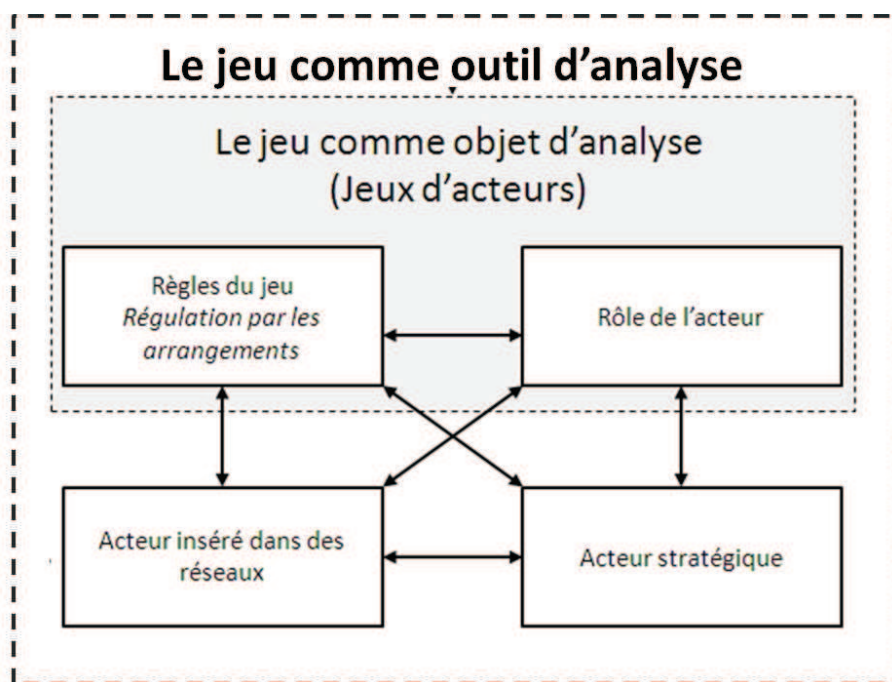 Le jeu comme outil d’analyse
Le jeu comme objet d’analyse
(Jeux d’acteurs)
Règles du jeu
Régulation par les
arrangements
Rôle de l’acteur
Acteur inséré dans des
réseaux
Acteur stratégique